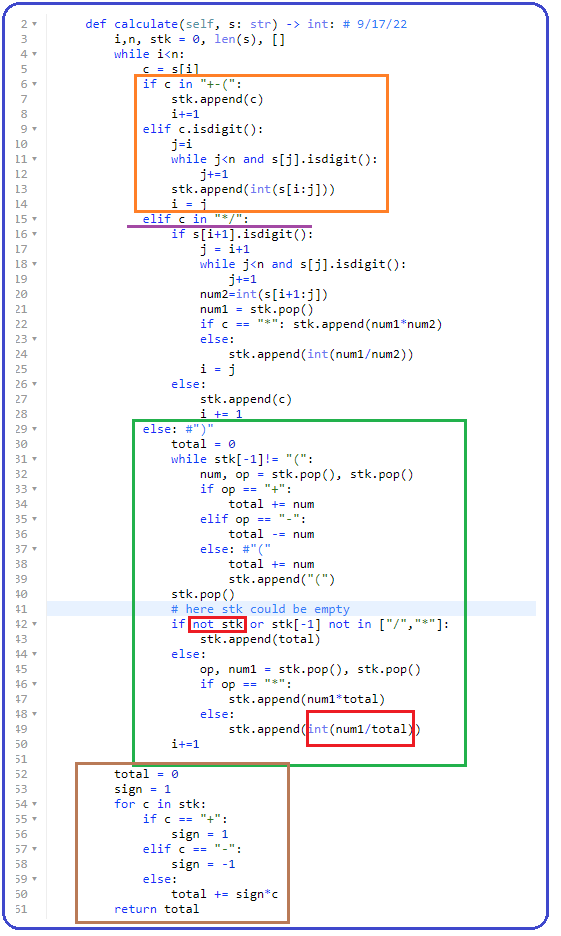 2 def calculate(self, s: str) -> int: # 9/17/22
3 i,n, stk = 0, len(s), []
4 while i<n:
5 c = s[i]
6 if c in "+-(":
7 stk.append(c)
8 i+=1
9 elif c.isdigit():
10 j=i
11 while j<n and s[j].isdigit():
12 j+=1
13 stk.append(int(s[i:j]))
14 i = j
15 elif c in "*/":
16 if s[i+1].isdigit():
17 j = i+1
18 while j<n and s[j].isdigit():
19 j+=1
20 num2=int(s[i+1:j])
21 num1 = stk.pop()
22 if c == "*": stk.append(num1*num2)
23 else:
24 stk.append(int(num1/num2))
25 i = j
26 else:
27 stk.append(c)
28 i += 1
29 else: #")"
30 total = 0
31 while stk[-1]!= "(":
32 num, op = stk.pop(), stk.pop()
33 if op == "+":
34 total += num
35 elif op == "-":
36 total -= num
37 else: #"("
38 total += num
39 stk.append("(")
40 stk.pop()
41 # here stk could be empty
42 if not stk or stk[-1] not in ["/","*"]:
43 stk.append(total)
44 else:
45 op, num1 = stk.pop(), stk.pop()
46 if op == "*":
47 stk.append(num1*total)
48 else:
49 stk.append(int(num1/total))
50 i+=1
51
52 total = 0
53 sign = 1
54 for c in stk:
55 if c == "+":
56 sign = 1
57 elif c == "-":
58 sign = -1
59 else:
60 total += sign*c
61 return total